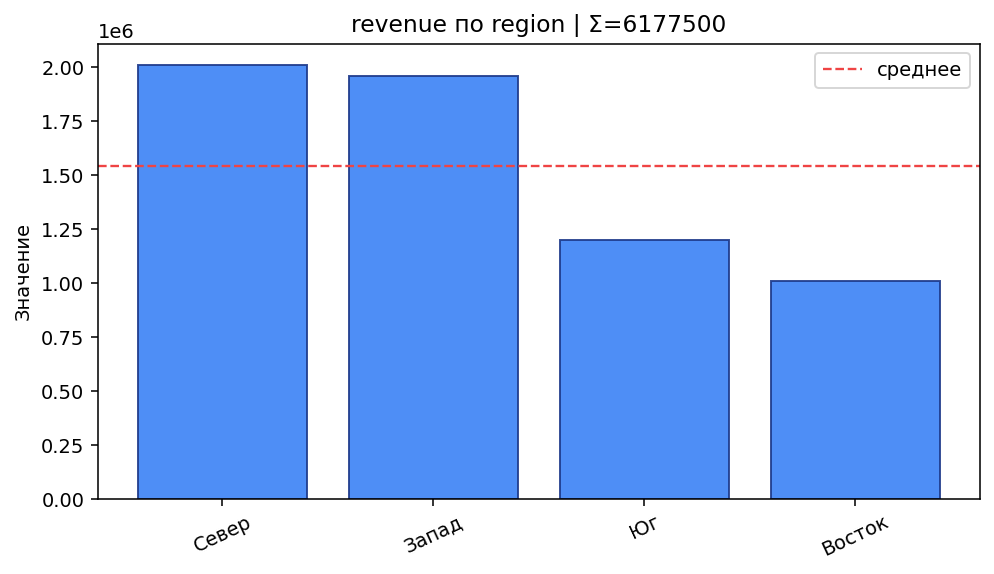 revenue по region | Σ=6177500
1e6
2.00
1.75
1.50
1.25
1.00
0.75
0.50
0.25
0.00
Значение
среднее
Север
Запад
Юг
Восток